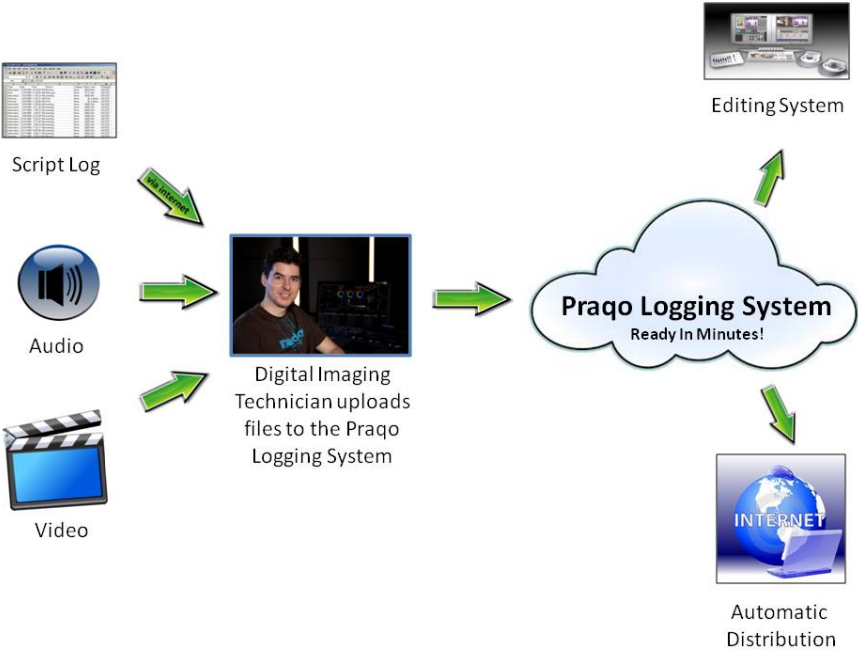 Script Log
via internet
Audio
Video
Digital Imaging
Technician uploads
files to the Praqo
Logging System
Praqo Logging System
Ready In Minutes!
Editing System
INTERNET
Automatic
Distribution